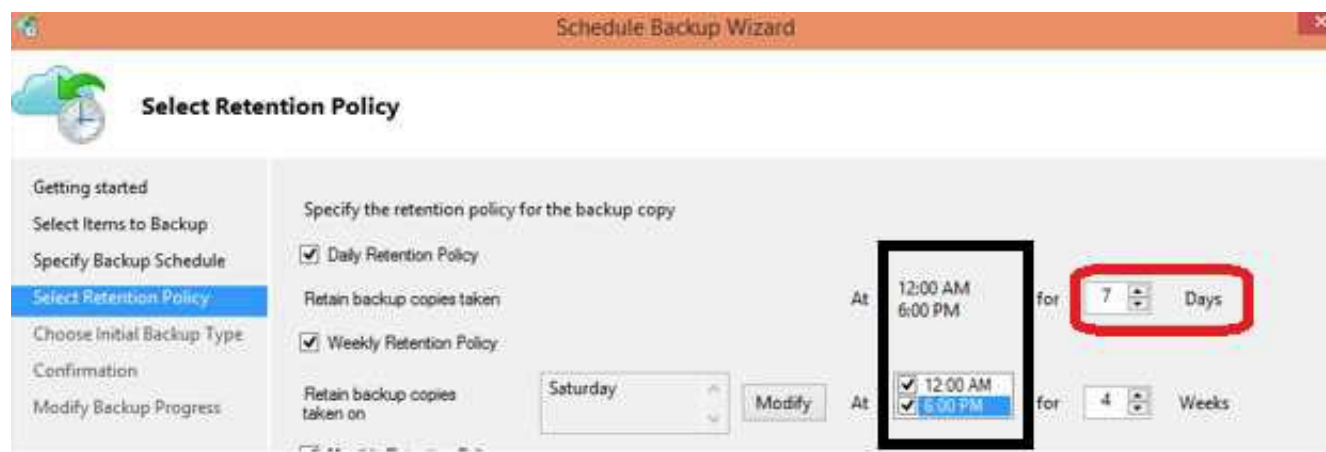 Schedule Backup Wizard
Select Retention Policy
Getting started
Select Items to Backup
Specify Backup Schedule
Select Retention Policy
Choose Initial Backup Type
Confirmation
Modify Backup Progress
Specify the retention policy for the backup copy
Daily Retention Policy
Retain backup copies taken
At
12:00 AM
6:00 PM
for
7
Days
Weekly Retention Policy
Retain backup copies
taken on
Saturday
Modify
At
12:00 AM
6:00 PM
for
4
Weeks